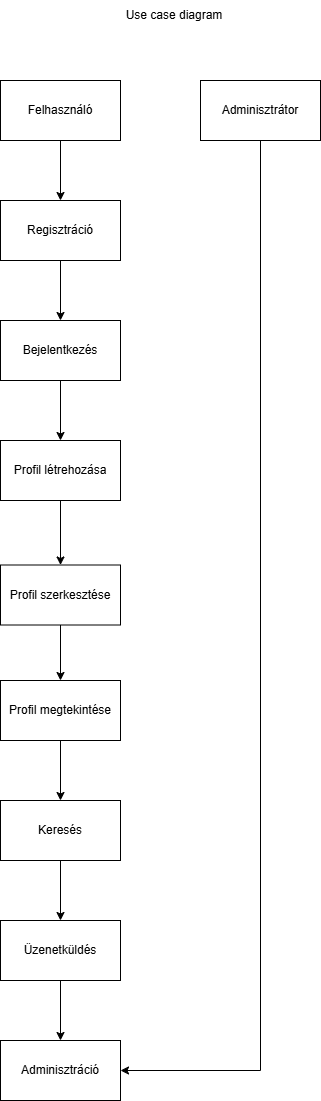 Use case diagram
Felhasználó
Adminisztrátor
Regisztráció
Bejelentkezés
Profil létrehozása
Profil szerkesztése
Profil megtekintése
Keresés
Üzenetküldés
Adminisztráció